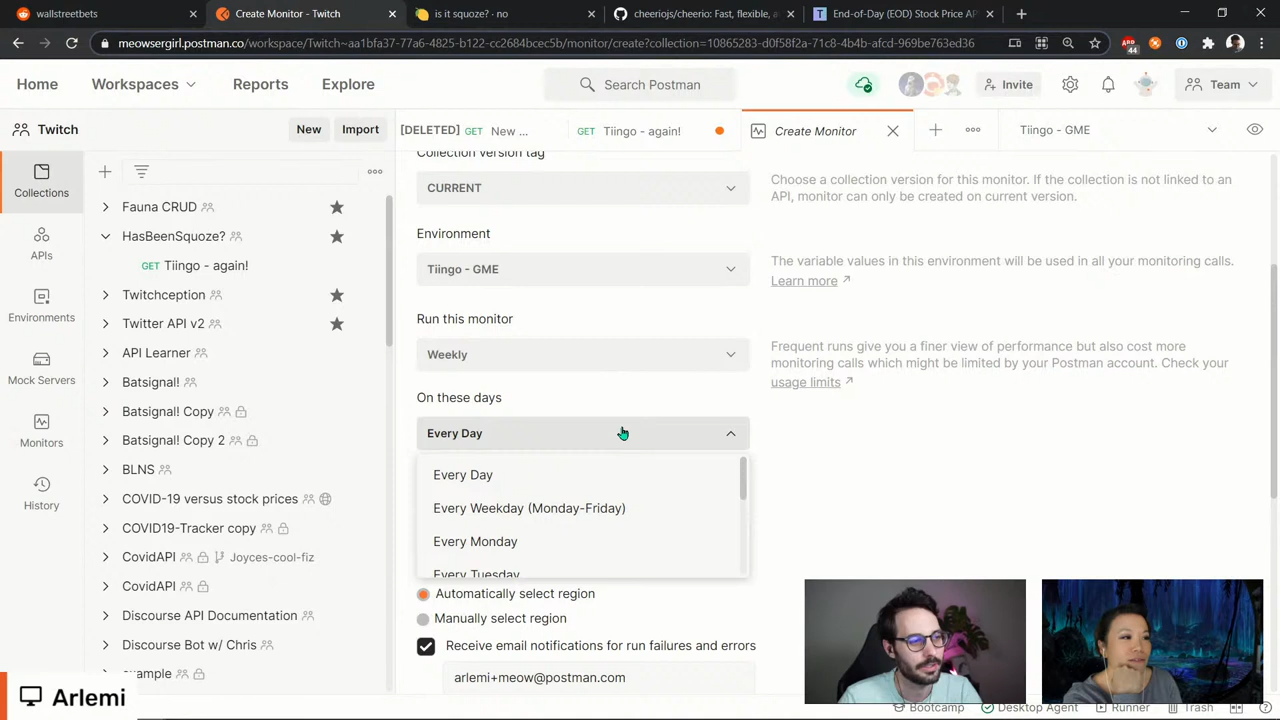 wallstreetbets
Create Monitor
is it squoze? · no
cheeriojs/cheerio: Fast, flexible,
End-of-Day (EOD) Stock Price AP
meowsergirl.postman.co/workspace/Twitch~aa1bfa37-77a6-4825-b122-cc2684bcec5b/monitor/create?collection=10865283-d0f58f2a-71c8-4b4b-afcd-969be763ed36
44
Home
Workspaces
Reports
Explore
Search Postman
Invite
Team
Twitch
New
Import
[DELETED] GET New ...
GET Tiingo - again!
Create Monitor
Tiingo - GME
Collections
APIs
Environments
Mock Servers
Monitors
History
Fauna CRUD
HasBeenSquoze?
GET Tiingo - again!
Twitchception
Twitter API v2
API Learner
Batsignal!
Batsignal! Copy
Batsignal! Copy 2
BLNS
COVID-19 versus stock prices
COVID19-Tracker copy
CovidAPI Joyces-cool-fiz
CovidAPI
Discourse API Documentation
Discourse Bot w/ Chris
example
Collection version tag
CURRENT
Choose a collection version for this monitor. If the collection is not linked to an
API, monitor can only be created on current version.
Environment
Tiingo - GME
The variable values in this environment will be used in all your monitoring calls.
Learn more
Run this monitor
Weekly
Frequent runs give you a finer view of performance but also cost more
monitoring calls which might be limited by your Postman account. Check your
usage limits
On these days
Every Day
Every Day
Every Weekday (Monday-Friday)
Every Monday
Every Tuesday
Automatically select region
Manually select region
Receive email notifications for run failures and errors
arlemi+meow@postman.com
Arlemi
Bootcamp
Desktop Agent
Runner
Trash